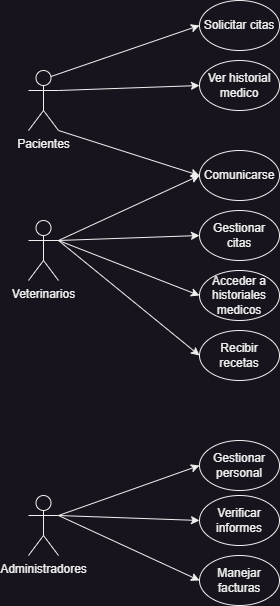 Solicitar citas
Ver historial
medico
Pacientes
Comunicarse
Gestionar
citas
Veterinarios
Acceder a
historiales
medicos
Recibir
recetas
Gestionar
personal
Verificar
informes
Administradores
Manejar
facturas